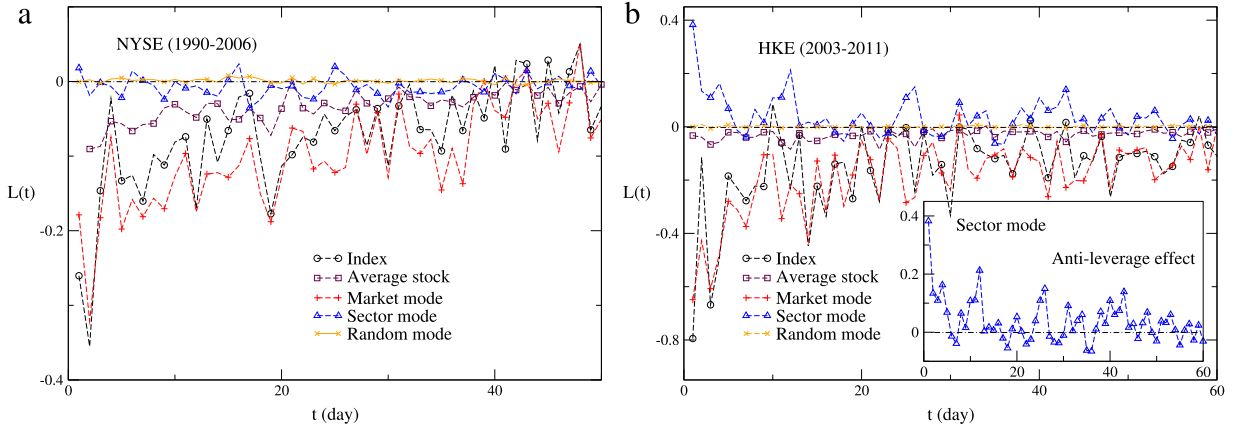 a
NYSE (1990-2006)
0
-0.2
-0.4
L(t)
Index
Average stock
Market mode
Sector mode
Random mode
0
20
40
t (day)
b
HKE (2003-2011)
0.4
0
-0.4
-0.8
L(t)
Index
Average stock
Market mode
Sector mode
Random mode
0
20
40
60
t (day)
Sector mode
Anti-leverage effect
0.4
0.2
0
0
20
40
60